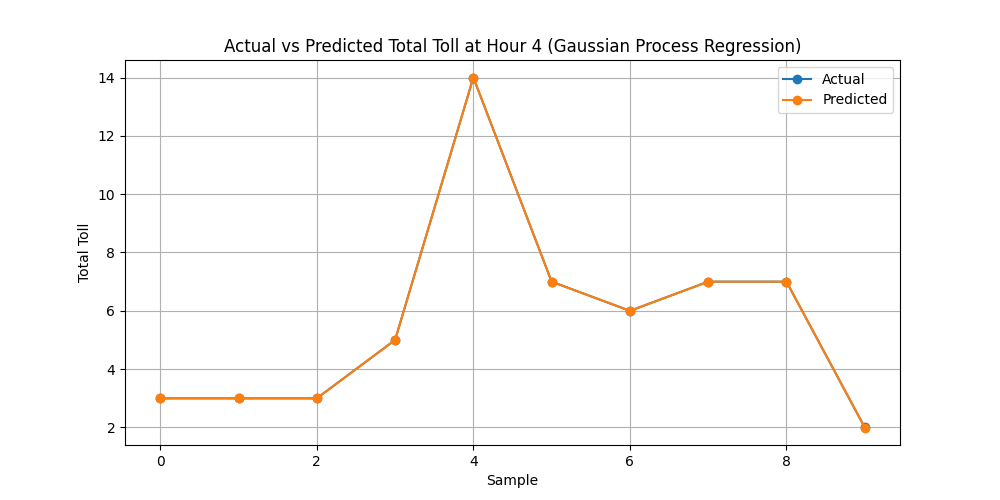 Actual vs Predicted Total Toll at Hour 4 (Gaussian Process Regression)
Actual
Predicted
14
12
10
8
6
4
2
Total Toll
0 2 4 6 8
Sample